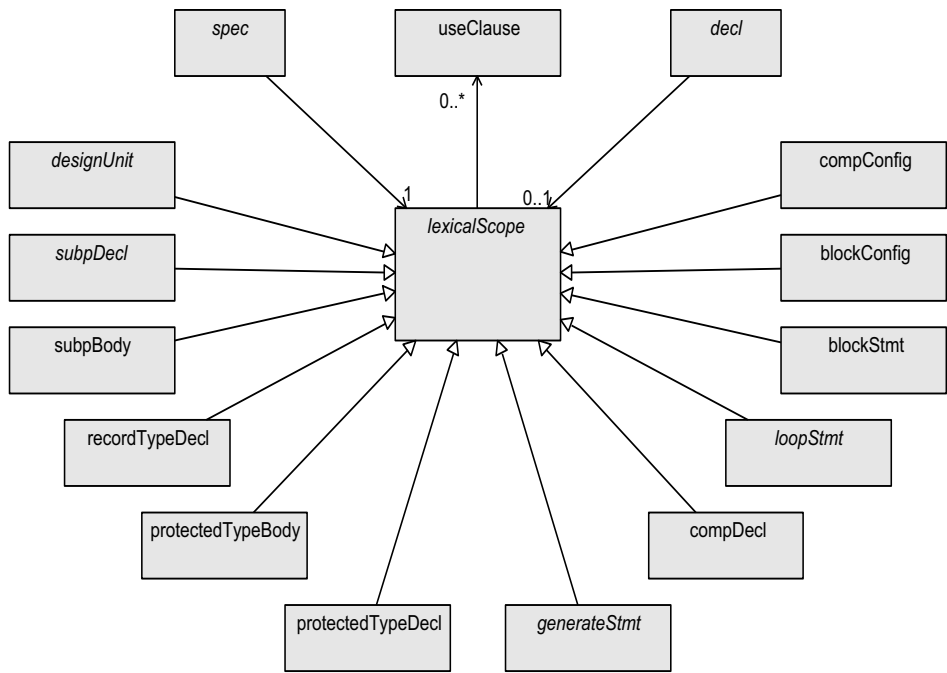 spec
useClause
decl
0..*
designUnit
compConfig
1
0..1
lexicalScope
subpDecl
blockConfig
subpBody
blockStmt
recordTypeDecl
loopStmt
protectedTypeBody
compDecl
protectedTypeDecl
generateStmt